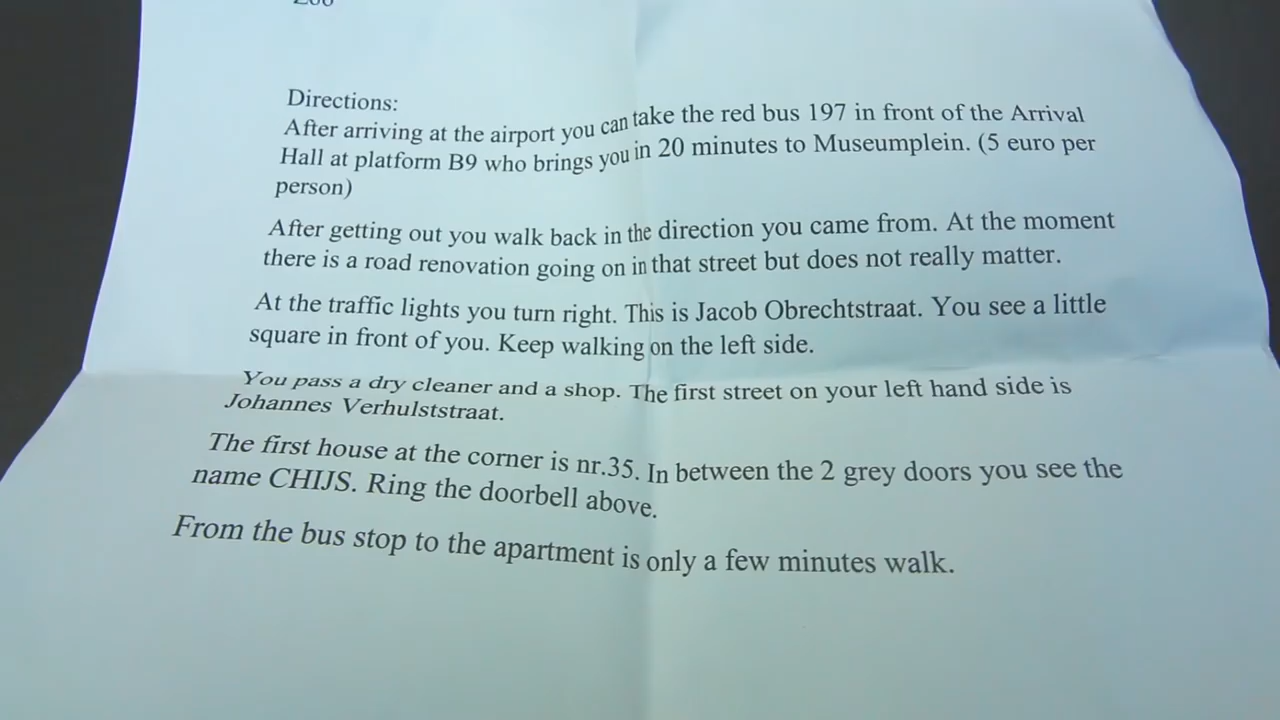 Directions:
After arriving at the airport you can take the red bus 197 in front of the Arrival
Hall at platform B9 who brings you in 20 minutes to Museumplein. (5 euro per
person)
After getting out you walk back in the direction you came from. At the moment
there is a road renovation going on in that street but does not really matter.
At the traffic lights you turn right. This is Jacob Obrechtstraat. You see a little
square in front of you. Keep walking on the left side.
You pass a dry cleaner and a shop. The first street on your left hand side is
Johannes Verhulststraat.
The first house at the corner is nr.35. In between the 2 grey doors you see the
name CHIJS. Ring the doorbell above.
From the bus stop to the apartment is only a few minutes walk.